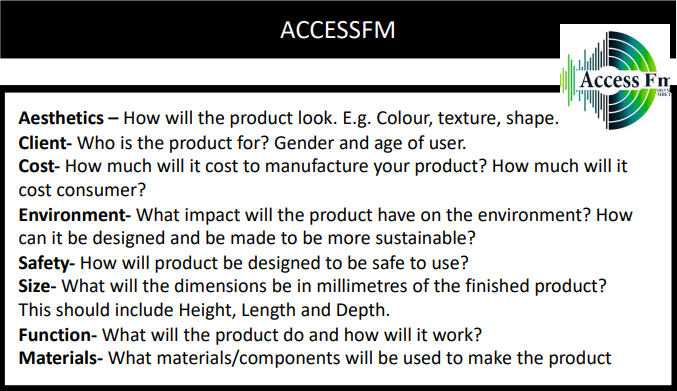 ACCESSFM
Access Fm
Aesthetics – How will the product look. E.g. Colour, texture, shape.
Client- Who is the product for? Gender and age of user.
Cost- How much will it cost to manufacture your product? How much will it
cost consumer?
Environment- What impact will the product have on the environment? How
can it be designed and be made to be more sustainable?
Safety- How will product be designed to be safe to use?
Size- What will the dimensions be in millimetres of the finished product?
This should include Height, Length and Depth.
Function- What will the product do and how will it work?
Materials- What materials/components will be used to make the product